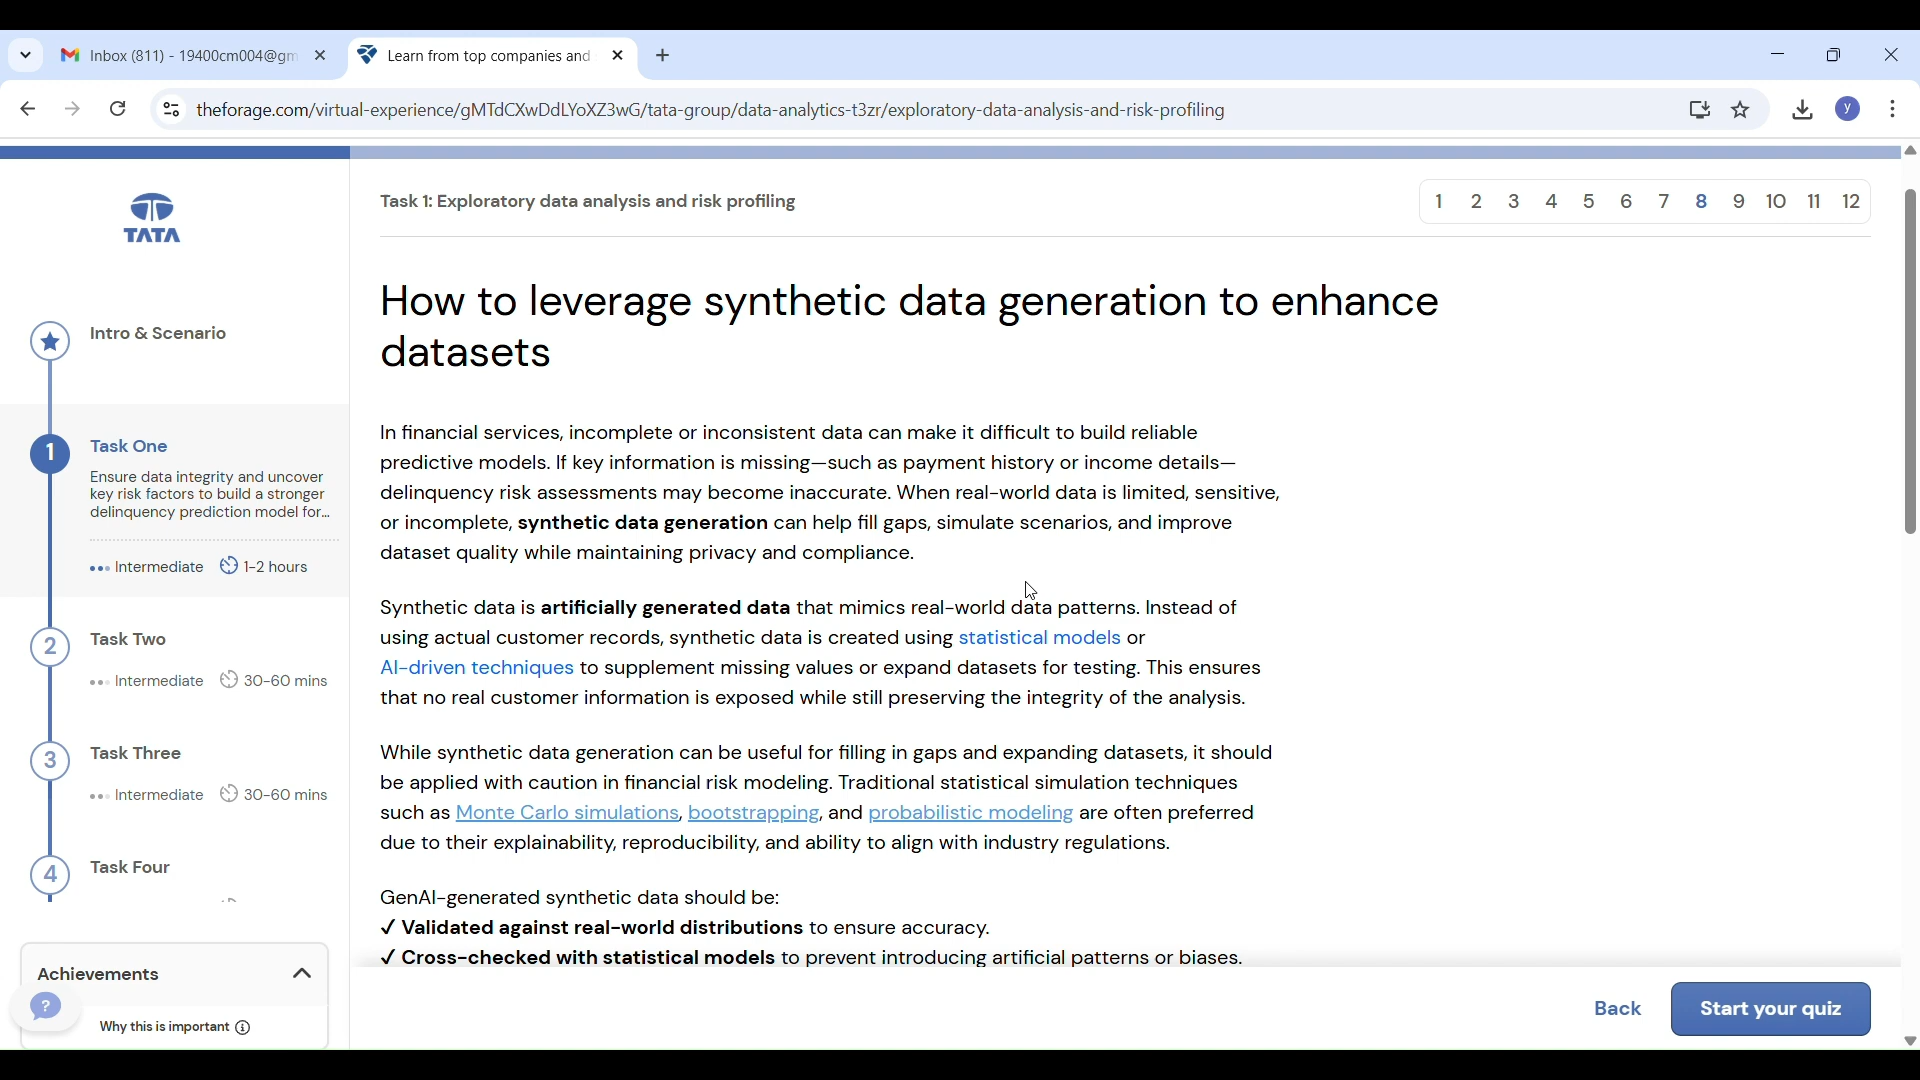 Inbox (811) - 19400cm004@gm
Learn from top companies and
theforage.com/virtual-experience/gMTdCXwDdLYoXZ3wG/tata-group/data-analytics-t3zr/exploratory-data-analysis-and-risk-profiling
y
TATA
Intro & Scenario
1
Task One
Ensure data integrity and uncover
key risk factors to build a stronger
delinquency prediction model for...
Intermediate 1-2 hours
2
Task Two
Intermediate 30-60 mins
3
Task Three
Intermediate 30-60 mins
4
Task Four
Achievements
?
Why this is important
Task 1: Exploratory data analysis and risk profiling
1 2 3 4 5 6 7 8 9 10 11 12
How to leverage synthetic data generation to enhance
datasets
In financial services, incomplete or inconsistent data can make it difficult to build reliable
predictive models. If key information is missing—such as payment history or income details—
delinquency risk assessments may become inaccurate. When real-world data is limited, sensitive,
or incomplete, synthetic data generation can help fill gaps, simulate scenarios, and improve
dataset quality while maintaining privacy and compliance.
Synthetic data is artificially generated data that mimics real-world data patterns. Instead of
using actual customer records, synthetic data is created using statistical models or
AI-driven techniques to supplement missing values or expand datasets for testing. This ensures
that no real customer information is exposed while still preserving the integrity of the analysis.
While synthetic data generation can be useful for filling in gaps and expanding datasets, it should
be applied with caution in financial risk modeling. Traditional statistical simulation techniques
such as Monte Carlo simulations, bootstrapping, and probabilistic modeling are often preferred
due to their explainability, reproducibility, and ability to align with industry regulations.
GenAI-generated synthetic data should be:
✓ Validated against real-world distributions to ensure accuracy.
✓ Cross-checked with statistical models to prevent introducing artificial patterns or biases.
Back
Start your quiz